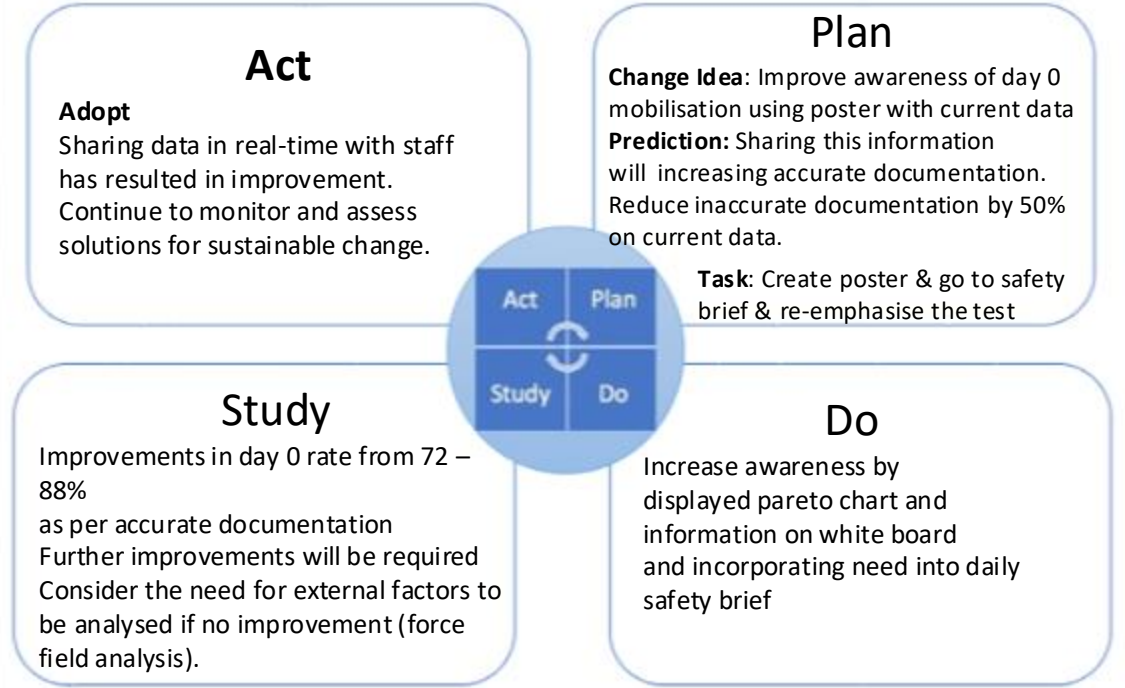 Act
Adopt
Sharing data in real-time with staff
has resulted in improvement.
Continue to monitor and assess
solutions for sustainable change.
Plan
Change Idea: Improve awareness of day 0
mobilisation using poster with current data
Prediction: Sharing this information
will increasing accurate documentation.
Reduce inaccurate documentation by 50%
on current data.
Task: Create poster & go to safety
brief & re-emphasise the test
Act
Plan
Study
Do
Study
Improvements in day 0 rate from 72 –
88%
as per accurate documentation
Further improvements will be required
Consider the need for external factors to
be analysed if no improvement (force
field analysis).
Do
Increase awareness by
displayed pareto chart and
information on white board
and incorporating need into daily
safety brief